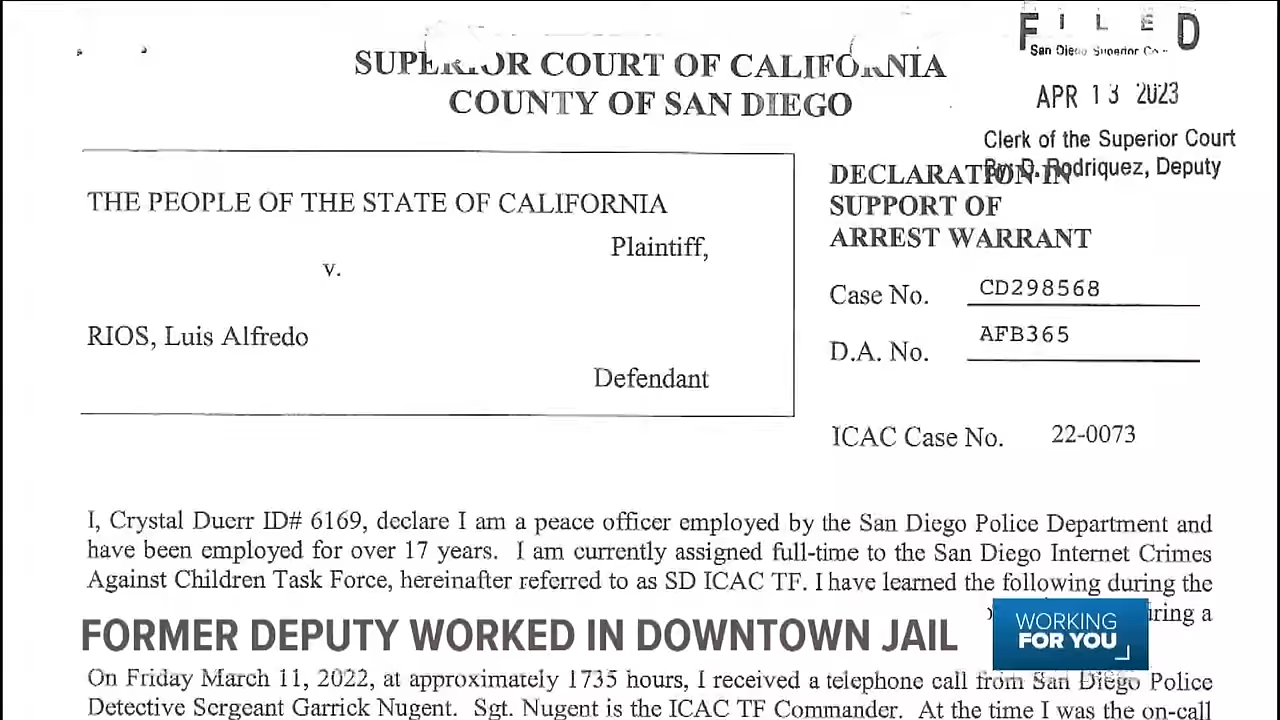 FILED
San Diego Superior
APR 13 2023
Clerk of the Superior Court
By D. Rodriquez, Deputy
SUPERIOR COURT OF CALIFORNIA
COUNTY OF SAN DIEGO
THE PEOPLE OF THE STATE OF CALIFORNIA
Plaintiff,
v.
RIOS, Luis Alfredo
Defendant
DECLARATION IN
SUPPORT OF
ARREST WARRANT
Case No. CD298568
D.A. No. AFB365
ICAC Case No. 22-0073
I, Crystal Duerr ID# 6169, declare I am a peace officer employed by the San Diego Police Department and
have been employed for over 17 years. I am currently assigned full-time to the San Diego Internet Crimes
Against Children Task Force, hereinafter referred to as SD ICAC TF. I have learned the following during the
a
FORMER DEPUTY WORKED IN DOWNTOWN JAIL
WORKING
FOR YOU
On Friday March 11, 2022, at approximately 1735 hours, I received a telephone call from San Diego Police
Detective Sergeant Garrick Nugent. Sgt. Nugent is the ICAC TF Commander. At the time I was the on-call